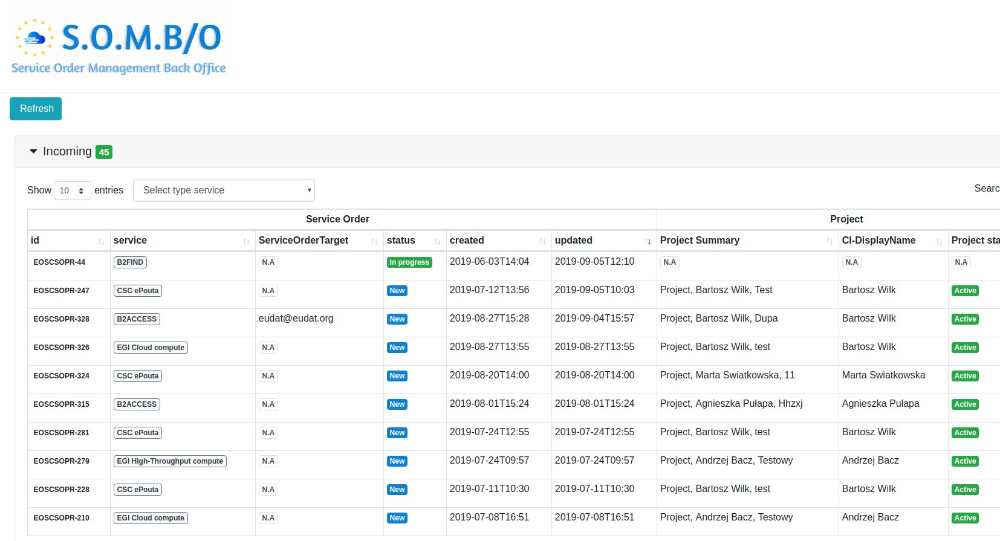 S.O.M.B/O
Service Order Management Back Office
Refresh
Incoming 45
Show 10 entries Select type service Searc
Service Order Project
id service ServiceOrderTarget status created updated Project Summary CI-DisplayName Project sta
EOSCSOPR-44 B2FIND N.A In progress 2019-06-03T14:04 2019-09-05T12:10 N.A N.A N.A
EOSCSOPR-247 CSC ePouta N.A New 2019-07-12T13:56 2019-09-05T10:03 Project, Bartosz Wilk, Test Bartosz Wilk Active
EOSCSOPR-328 B2ACCESS eudat@eudat.org New 2019-08-27T15:28 2019-09-04T15:57 Project, Bartosz Wilk, Dupa Bartosz Wilk Active
EOSCSOPR-326 EGI Cloud compute N.A New 2019-08-27T13:55 2019-08-27T13:55 Project, Bartosz Wilk, test Bartosz Wilk Active
EOSCSOPR-324 CSC ePouta N.A New 2019-08-20T14:00 2019-08-20T14:00 Project, Marta Swiatkowska, 11 Marta Swiatkowska Active
EOSCSOPR-315 B2ACCESS N.A New 2019-08-01T15:24 2019-08-01T15:24 Project, Agnieszka Pułapa, Hhzxj Agnieszka Pułapa Active
EOSCSOPR-281 CSC ePouta N.A New 2019-07-24T12:55 2019-07-24T12:55 Project, Bartosz Wilk, test Bartosz Wilk Active
EOSCSOPR-279 EGI High-Throughput compute N.A New 2019-07-24T09:57 2019-07-24T09:57 Project, Andrzej Bacz, Testowy Andrzej Bacz Active
EOSCSOPR-228 CSC ePouta N.A New 2019-07-11T10:30 2019-07-11T10:30 Project, Bartosz Wilk, test Bartosz Wilk Active
EOSCSOPR-210 EGI Cloud compute N.A New 2019-07-08T16:51 2019-07-08T16:51 Project, Andrzej Bacz, Testowy Andrzej Bacz Active